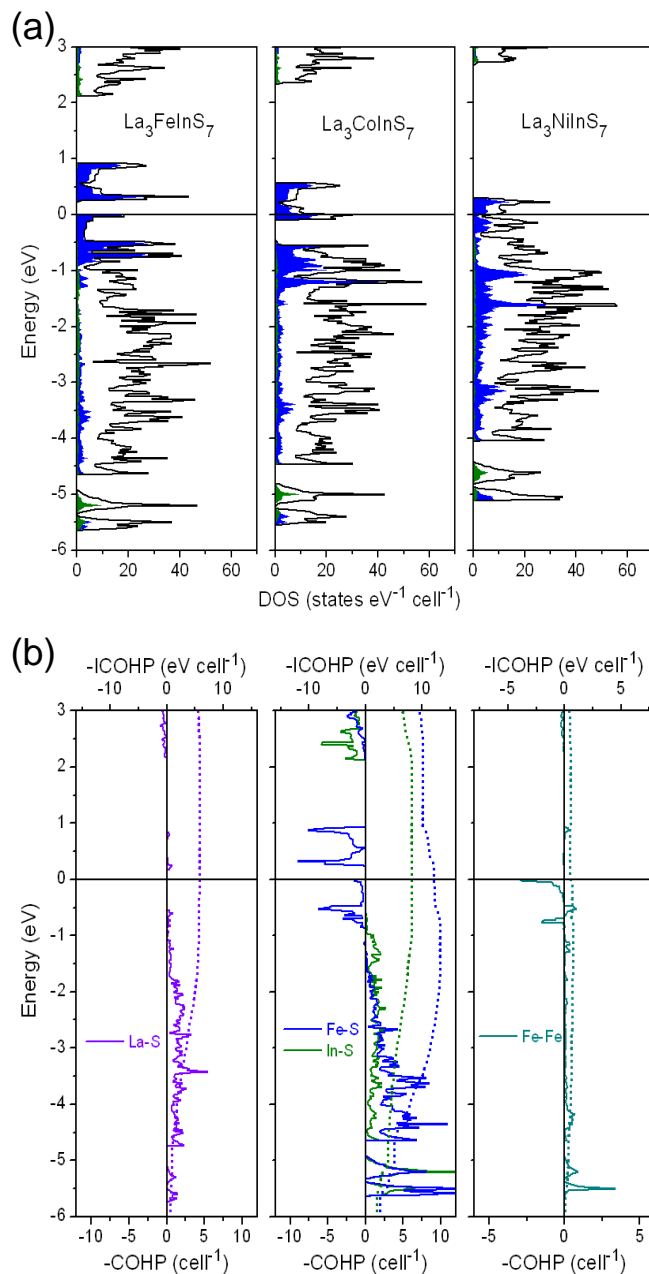 (a)
3
2
1
0
-1
-2
-3
-4
-5
-6
Energy (eV)
La₃FeInS₇
La₃CoInS₇
La₃NiInS₇
0 20 40 60 0 20 40 60 0 20 40 60
DOS (states eV⁻¹ cell⁻¹)
(b)
-ICOHP (eV cell⁻¹) -ICOHP (eV cell⁻¹) -ICOHP (eV cell⁻¹)
-10 0 10 -10 -5 0 5 10 -5 0 5
3
2
1
0
-1
-2
-3
-4
-5
-6
Energy (eV)
La-S
Fe-S
In-S
Fe-Fe
-10 -5 0 5 10 -10 -5 0 5 10 -5 0 5
-COHP (cell⁻¹) -COHP (cell⁻¹) -COHP (cell⁻¹)